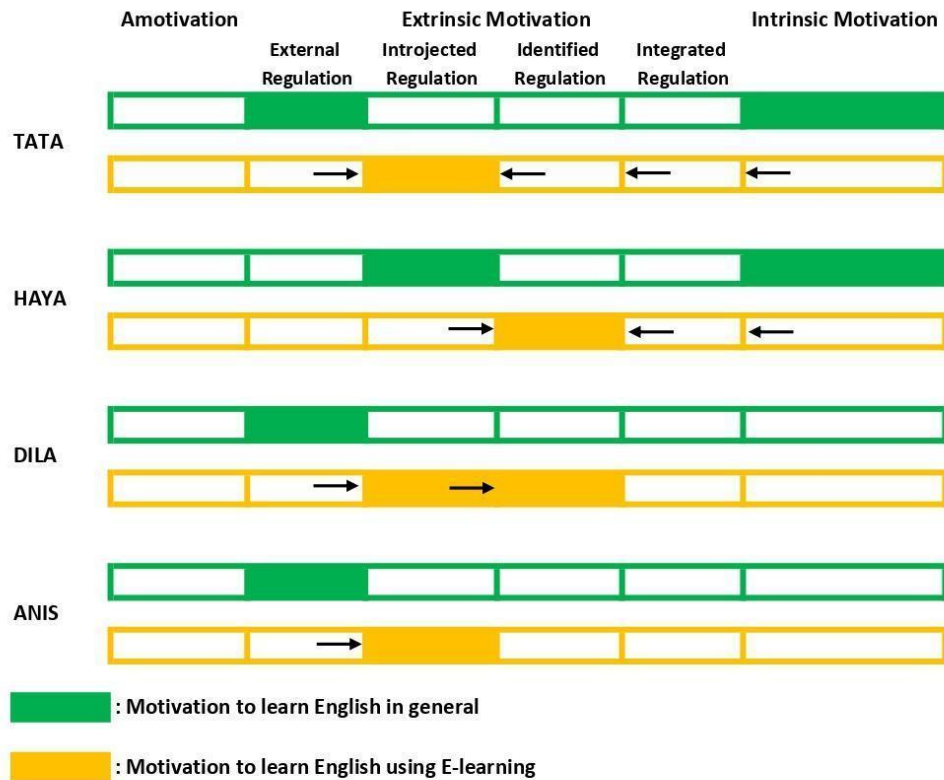 Amotivation Extrinsic Motivation Intrinsic Motivation
External Introjected Identified Integrated
Regulation Regulation Regulation Regulation
TATA
HAYA
DILA
ANIS
: Motivation to learn English in general
: Motivation to learn English using E-learning